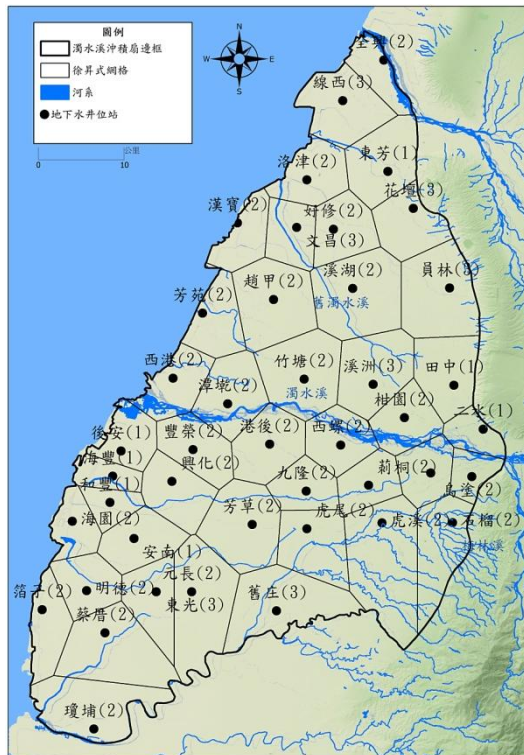 圖例
濁水溪沖積扇邊框
徐昇式網格
河系
地下水井位站
公里
0 10
N
W E
S
全興(2)
線西(3)
東芳(1)
洛津(2)
花壇(3)
漢寶(2)
好修(2)
文昌(3)
溪湖(2)
員林(3)
趙甲(2)
芳苑(2)
舊濁水溪
西港(2)
竹塘(2)
溪洲(3)
田中(1)
潭墘(2)
濁水溪
柑園(2)
二水(1)
後安(1)
豐榮(2)
港後(2)
西螺(2)
海豐(1)
興化(2)
九隆(2)
莿桐(2)
烏塗(2)
和豐(1)
海園(2)
芳草(2)
虎尾(2)
虎溪(2)
石榴(2)
安南(1)
箔子(2)
明德(2)
元長(2)
東光(3)
舊庄(3)
蔡厝(2)
瓊埔(2)